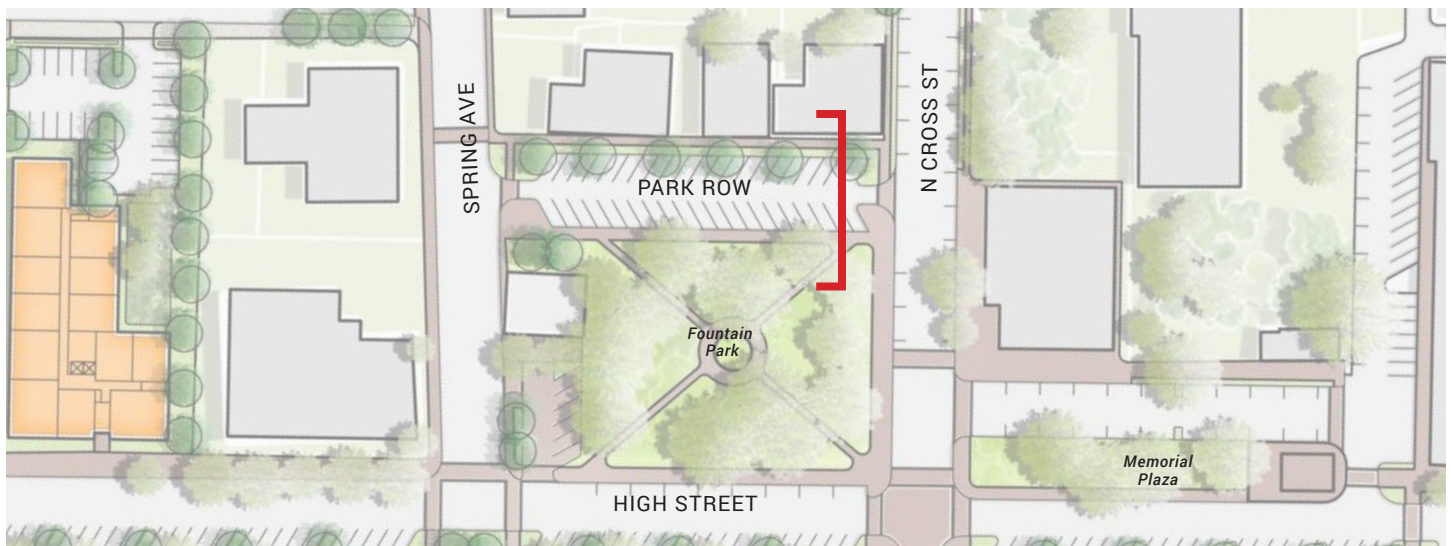 SPRING AVE
PARK ROW
N CROSS ST
Fountain
Park
Memorial
Plaza
HIGH STREET